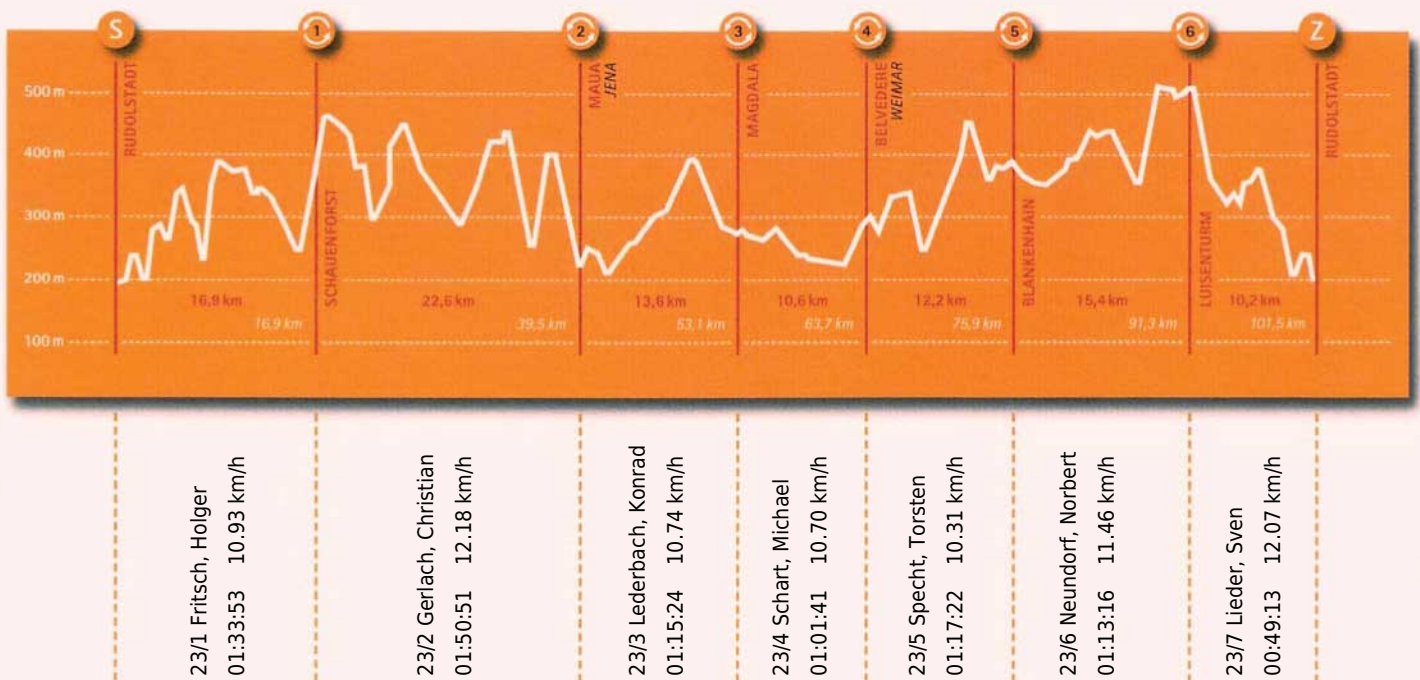 S
1
2
3
4
5
6
Z
RUDOLSTADT
SCHAUENFORST
MAUA
JENA
MAGDALA
BELVEDERE
WEIMAR
BLANKENHAIN
LUISENTURM
RUDOLSTADT
500 m
400 m
300 m
200 m
100 m
16,9 km
22,6 km
13,6 km
10,6 km
12,2 km
15,4 km
10,2 km
16,9 km
39,5 km
53,1 km
63,7 km
75,9 km
91,3 km
101,5 km
23/1 Fritsch, Holger
01:33:53 10.93 km/h
23/2 Gerlach, Christian
01:50:51 12.18 km/h
23/3 Lederbach, Konrad
01:15:24 10.74 km/h
23/4 Schart, Michael
01:01:41 10.70 km/h
23/5 Specht, Torsten
01:17:22 10.31 km/h
23/6 Neundorf, Norbert
01:13:16 11.46 km/h
23/7 Lieder, Sven
00:49:13 12.07 km/h